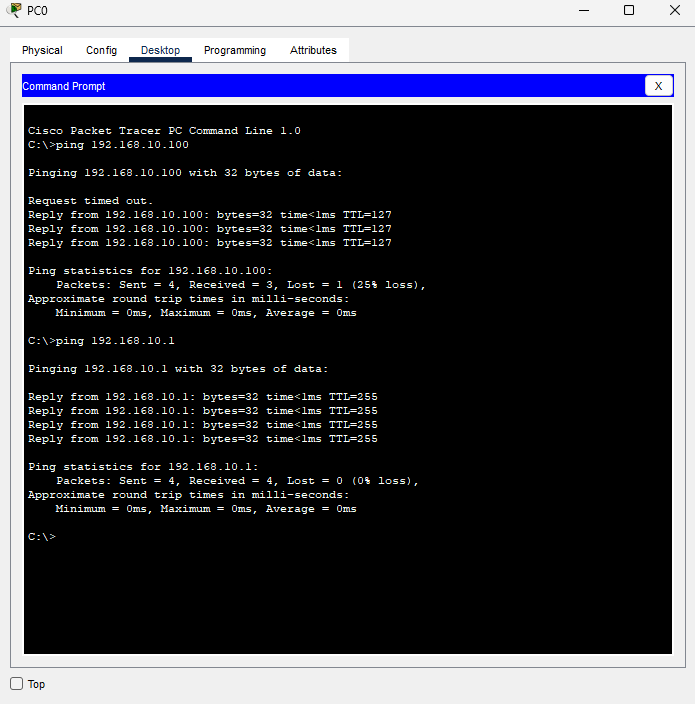 PC0
Physical Config Desktop Programming Attributes
Command Prompt X
Cisco Packet Tracer PC Command Line 1.0
C:\>ping 192.168.10.100
Pinging 192.168.10.100 with 32 bytes of data:
Request timed out.
Reply from 192.168.10.100: bytes=32 time<1ms TTL=127
Reply from 192.168.10.100: bytes=32 time<1ms TTL=127
Reply from 192.168.10.100: bytes=32 time<1ms TTL=127
Ping statistics for 192.168.10.100:
    Packets: Sent = 4, Received = 3, Lost = 1 (25% loss),
Approximate round trip times in milli-seconds:
    Minimum = 0ms, Maximum = 0ms, Average = 0ms
C:\>ping 192.168.10.1
Pinging 192.168.10.1 with 32 bytes of data:
Reply from 192.168.10.1: bytes=32 time<1ms TTL=255
Reply from 192.168.10.1: bytes=32 time<1ms TTL=255
Reply from 192.168.10.1: bytes=32 time<1ms TTL=255
Reply from 192.168.10.1: bytes=32 time<1ms TTL=255
Ping statistics for 192.168.10.1:
    Packets: Sent = 4, Received = 4, Lost = 0 (0% loss),
Approximate round trip times in milli-seconds:
    Minimum = 0ms, Maximum = 0ms, Average = 0ms
C:\>
Top